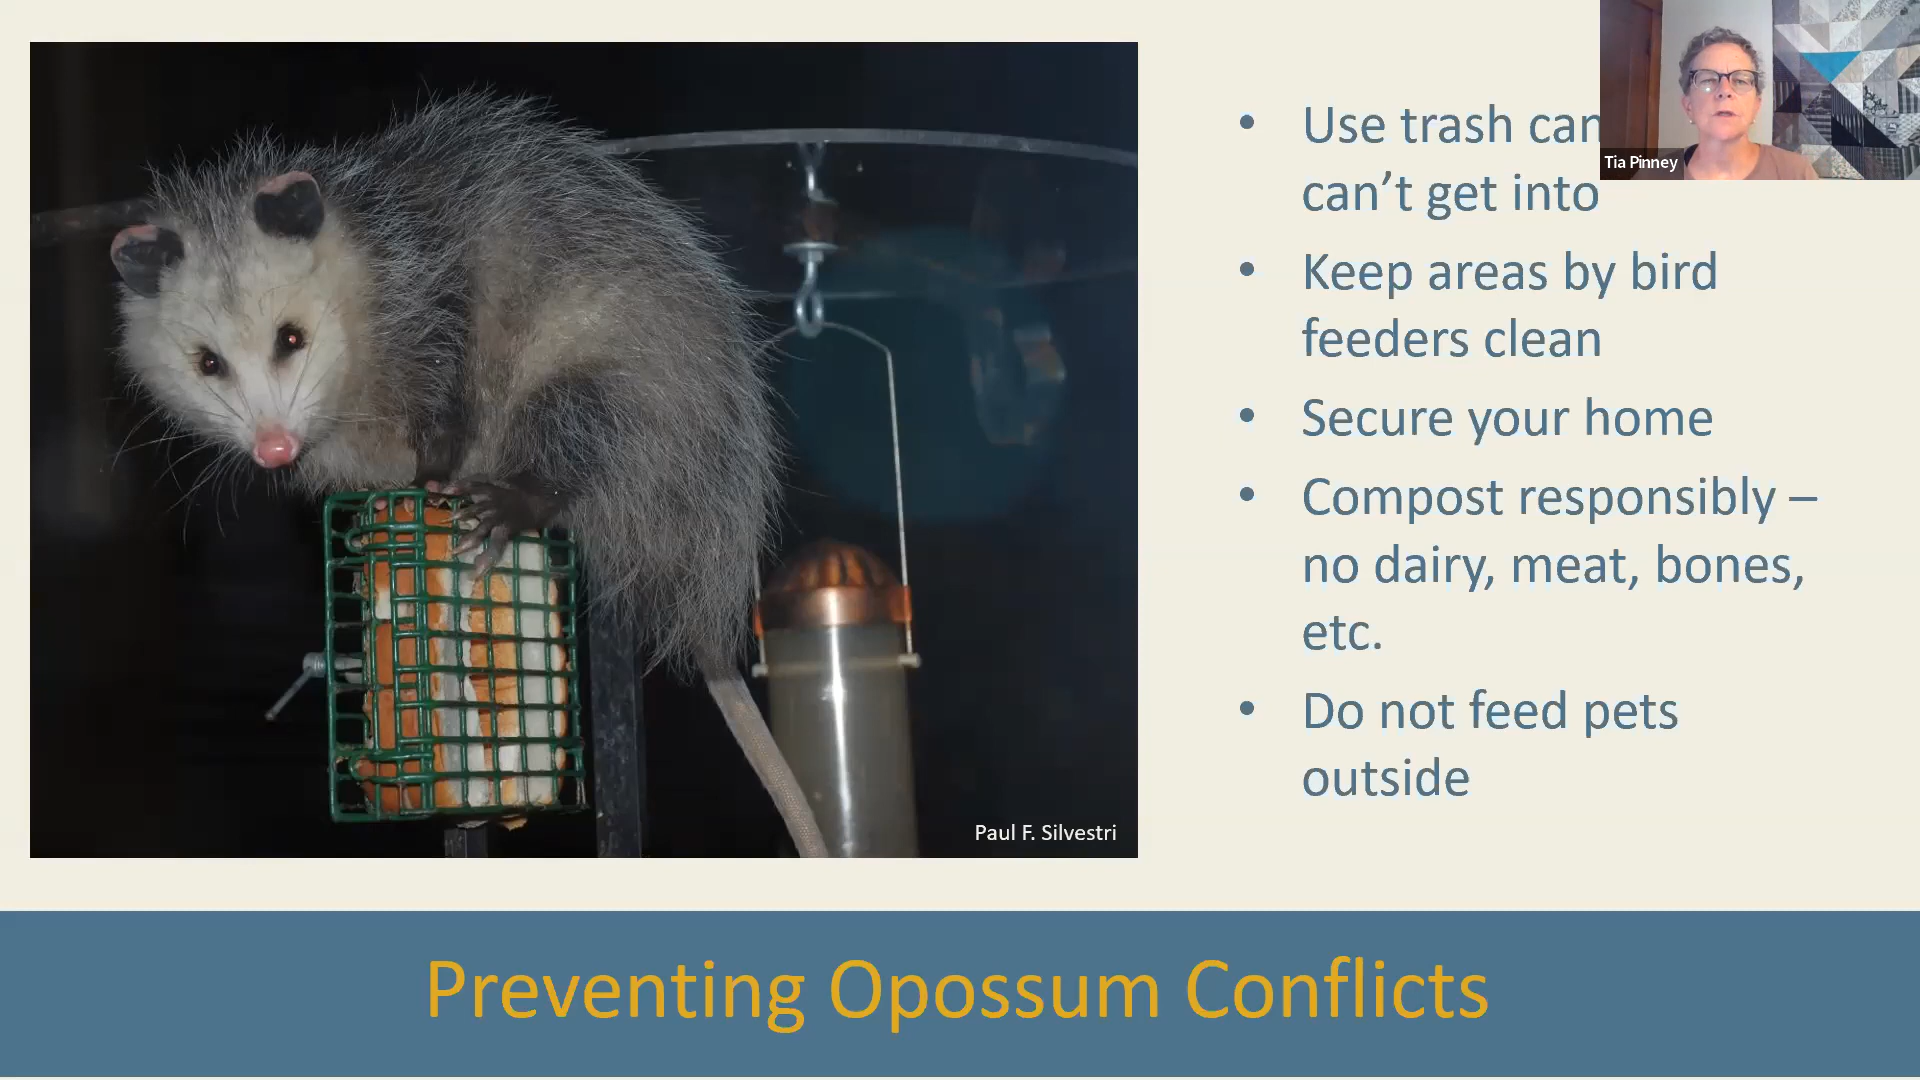 • Use trash can
can’t get into
• Keep areas by bird
feeders clean
• Secure your home
• Compost responsibly –
no dairy, meat, bones,
etc.
• Do not feed pets
outside
Tia Pinney
Paul F. Silvestri
Preventing Opossum Conflicts